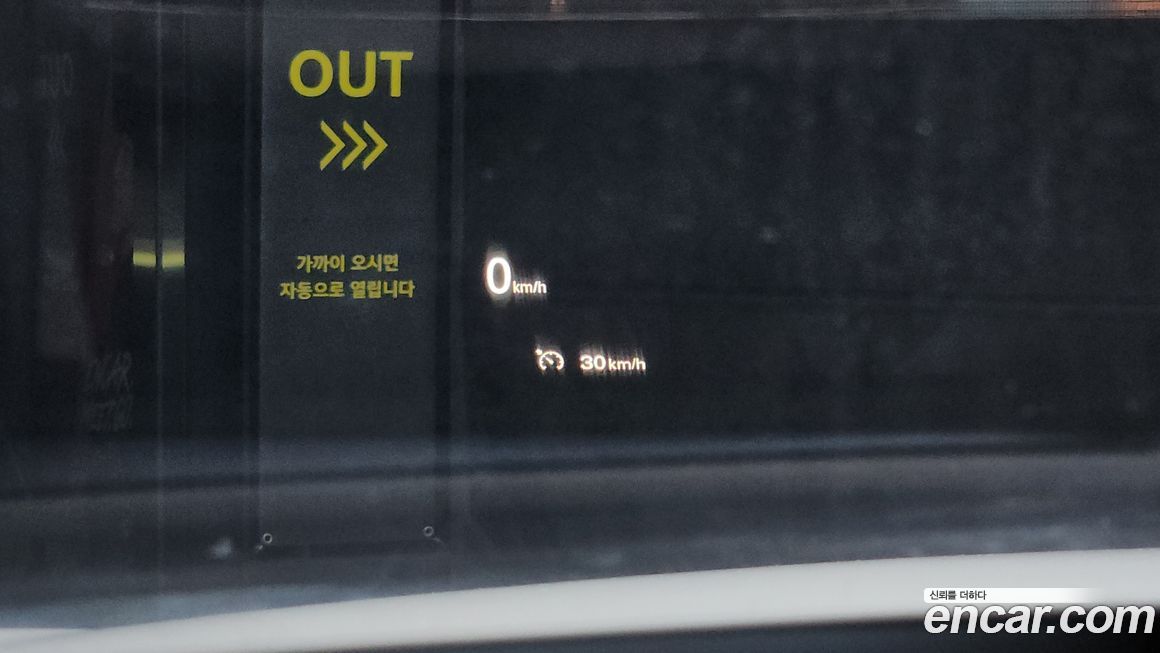 OUT
>>>
가까이 오시면
자동으로 열립니다
0km/h
30km/h
신뢰를 더하다
encar.com